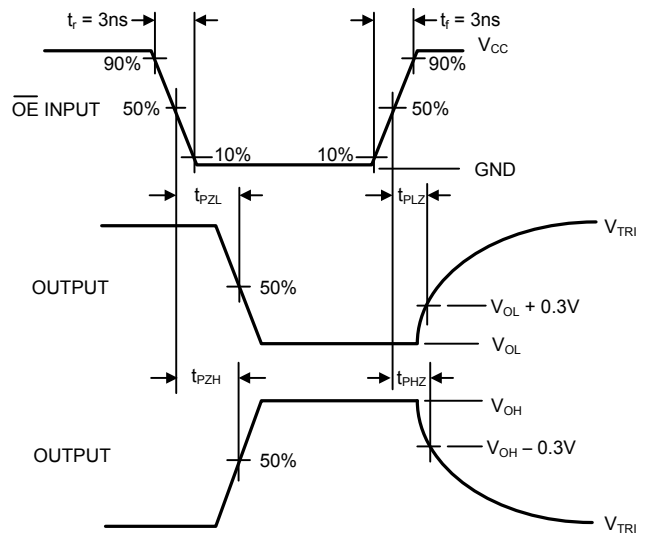 tr = 3ns
tf = 3ns
VCC
90%
90%
OE INPUT
50%
50%
10%
10%
GND
tPZL
tPLZ
VTRI
OUTPUT
50%
VOL + 0.3V
VOL
tPZH
tPHZ
VOH
VOH – 0.3V
OUTPUT
50%
VTRI